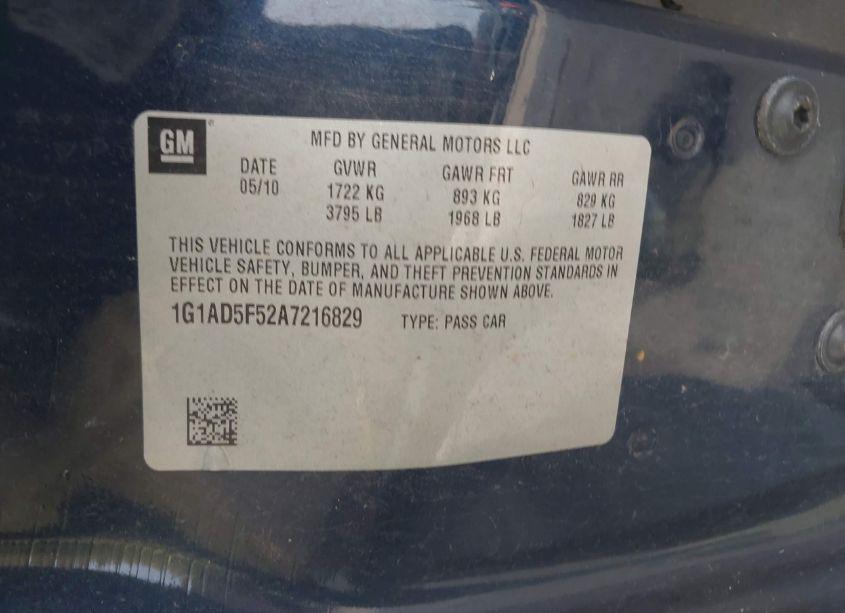 GM
MFD BY GENERAL MOTORS LLC
DATE GVWR GAWR FRT GAWR RR
05/10 1722 KG 893 KG 829 KG
3795 LB 1968 LB 1827 LB
THIS VEHICLE CONFORMS TO ALL APPLICABLE U.S. FEDERAL MOTOR
VEHICLE SAFETY, BUMPER, AND THEFT PREVENTION STANDARDS IN
EFFECT ON THE DATE OF MANUFACTURE SHOWN ABOVE.
1G1AD5F52A7216829 TYPE: PASS CAR